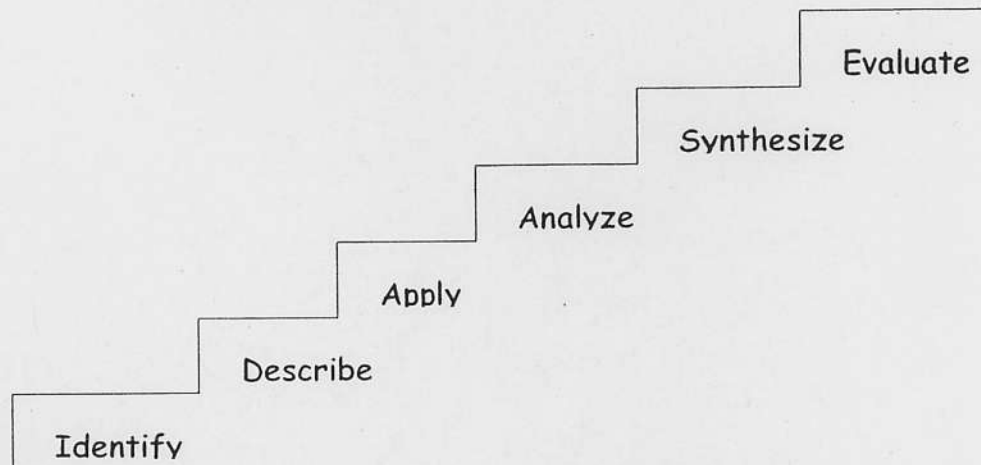 Evaluate
Synthesize
Analyze
Apply
Describe
Identify